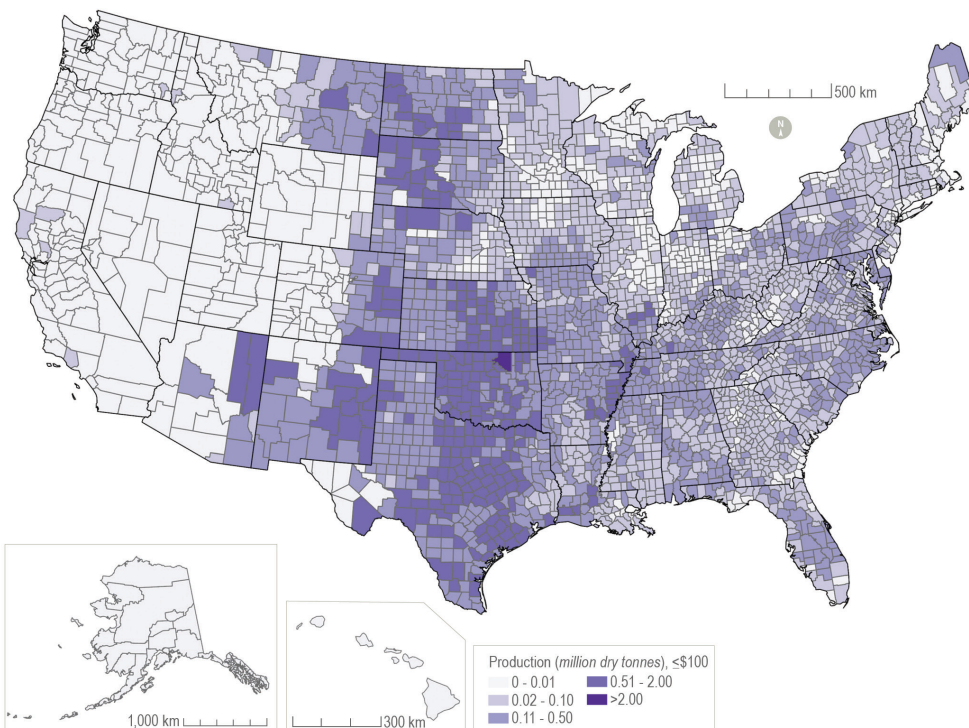 500 km
N
1,000 km
300 km
Production (million dry tonnes), ≤$100
0 - 0.01
0.51 - 2.00
0.02 - 0.10
>2.00
0.11 - 0.50